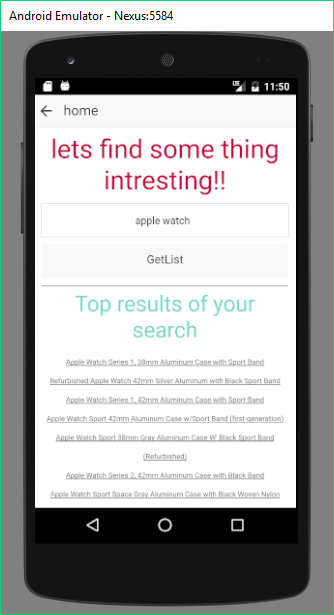 Android Emulator - Nexus:5584
LTE 11:50
home
lets find some thing
intresting!!
apple watch
GetList
Top results of your
search
Apple Watch Series 1, 38mm Aluminum Case with Sport Band
Refurbished Apple Watch 42mm Silver Aluminum with Black Sport Band
Apple Watch Series 1, 42mm Aluminum Case with Sport Band
Apple Watch Sport 42mm Aluminum Case w/Sport Band (first-generation)
Apple Watch Sport 38mm Gray Aluminum Case W' Black Sport Band
(Refurbished)
Apple Watch Series 2, 42mm Aluminum Case with Black Band
Apple Watch Sport Space Gray Aluminum Case with Black Woven Nylon